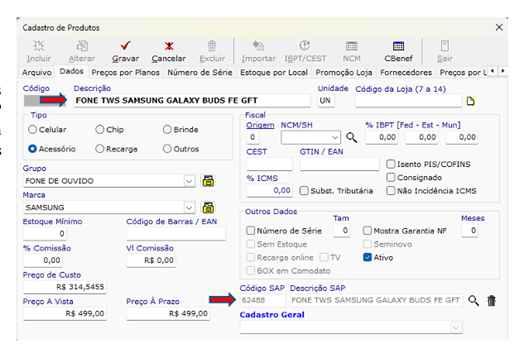 Cadastro de Produtos
Incluir Alterar Gravar Cancelar Excluir Importar IBPT/CEST NCM CBenef Sair
Arquivo Dados Preços por Planos Número de Série Estoque por Local Promoção Loja Fornecedores Preços por L
Código Descrição Unidade Código da Loja (7 a 14)
FONE TWS SAMSUNG GALAXY BUDS FE GFT UN
Tipo
Celular Chip Brinde
Acessório Recarga Outros
Fiscal
Origem NCM/SH % IBPT [Fed - Est - Mun]
0 0,00 0,00 0,00
CEST GTIN / EAN
Isento PIS/COFINS
Consignado
% ICMS
0,00 Subst. Tributária Não Incidência ICMS
Grupo
FONE DE OUVIDO
Marca
SAMSUNG
Estoque Mínimo Código de Barras / EAN
0
% Comissão Vl Comissão
0,00 R$ 0,00
Preço de Custo
R$ 314,5455
Preço A Vista Preço À Prazo
R$ 499,00 R$ 499,00
Outros Dados Tam Meses
Número de Série 0 Mostra Garantia NF 0
Sem Estoque Seminovo
Recarga online TV Ativo
BOX em Comodato
Código SAP Descrição SAP
62488 FONE TWS SAMSUNG GALAXY BUDS FE GFT
Cadastro Geral